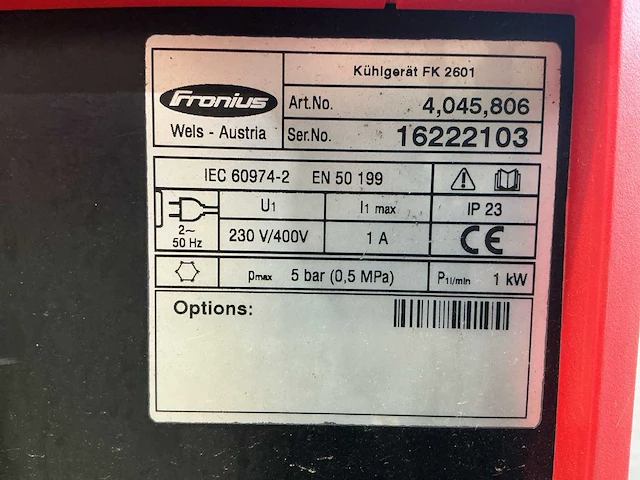 Fronius
Wels - Austria
Kühlgerät FK 2601
Art.No. 4,045,806
Ser.No. 16222103
IEC 60974-2 EN 50 199
U1 I1 max IP 23
2~
50 Hz
230 V/400V 1 A CE
pmax 5 bar (0,5 MPa) P1l/min 1 kW
Options: